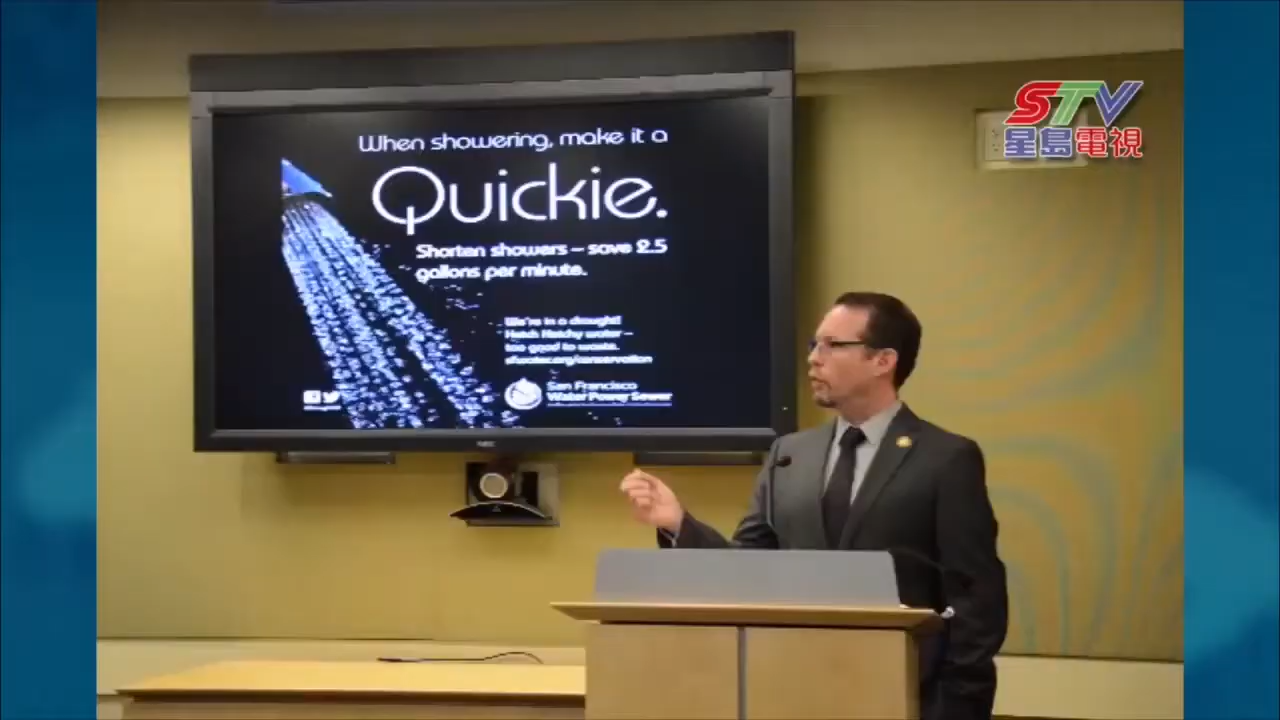 STV
星島電視
When showering, make it a
Quickie.
Shorten showers – save 2.5
gallons per minute.
We're in a drought!
Hetch Hetchy water –
too good to waste.
sfwater.org/conservation
San Francisco
Water Power Sewer
NEC